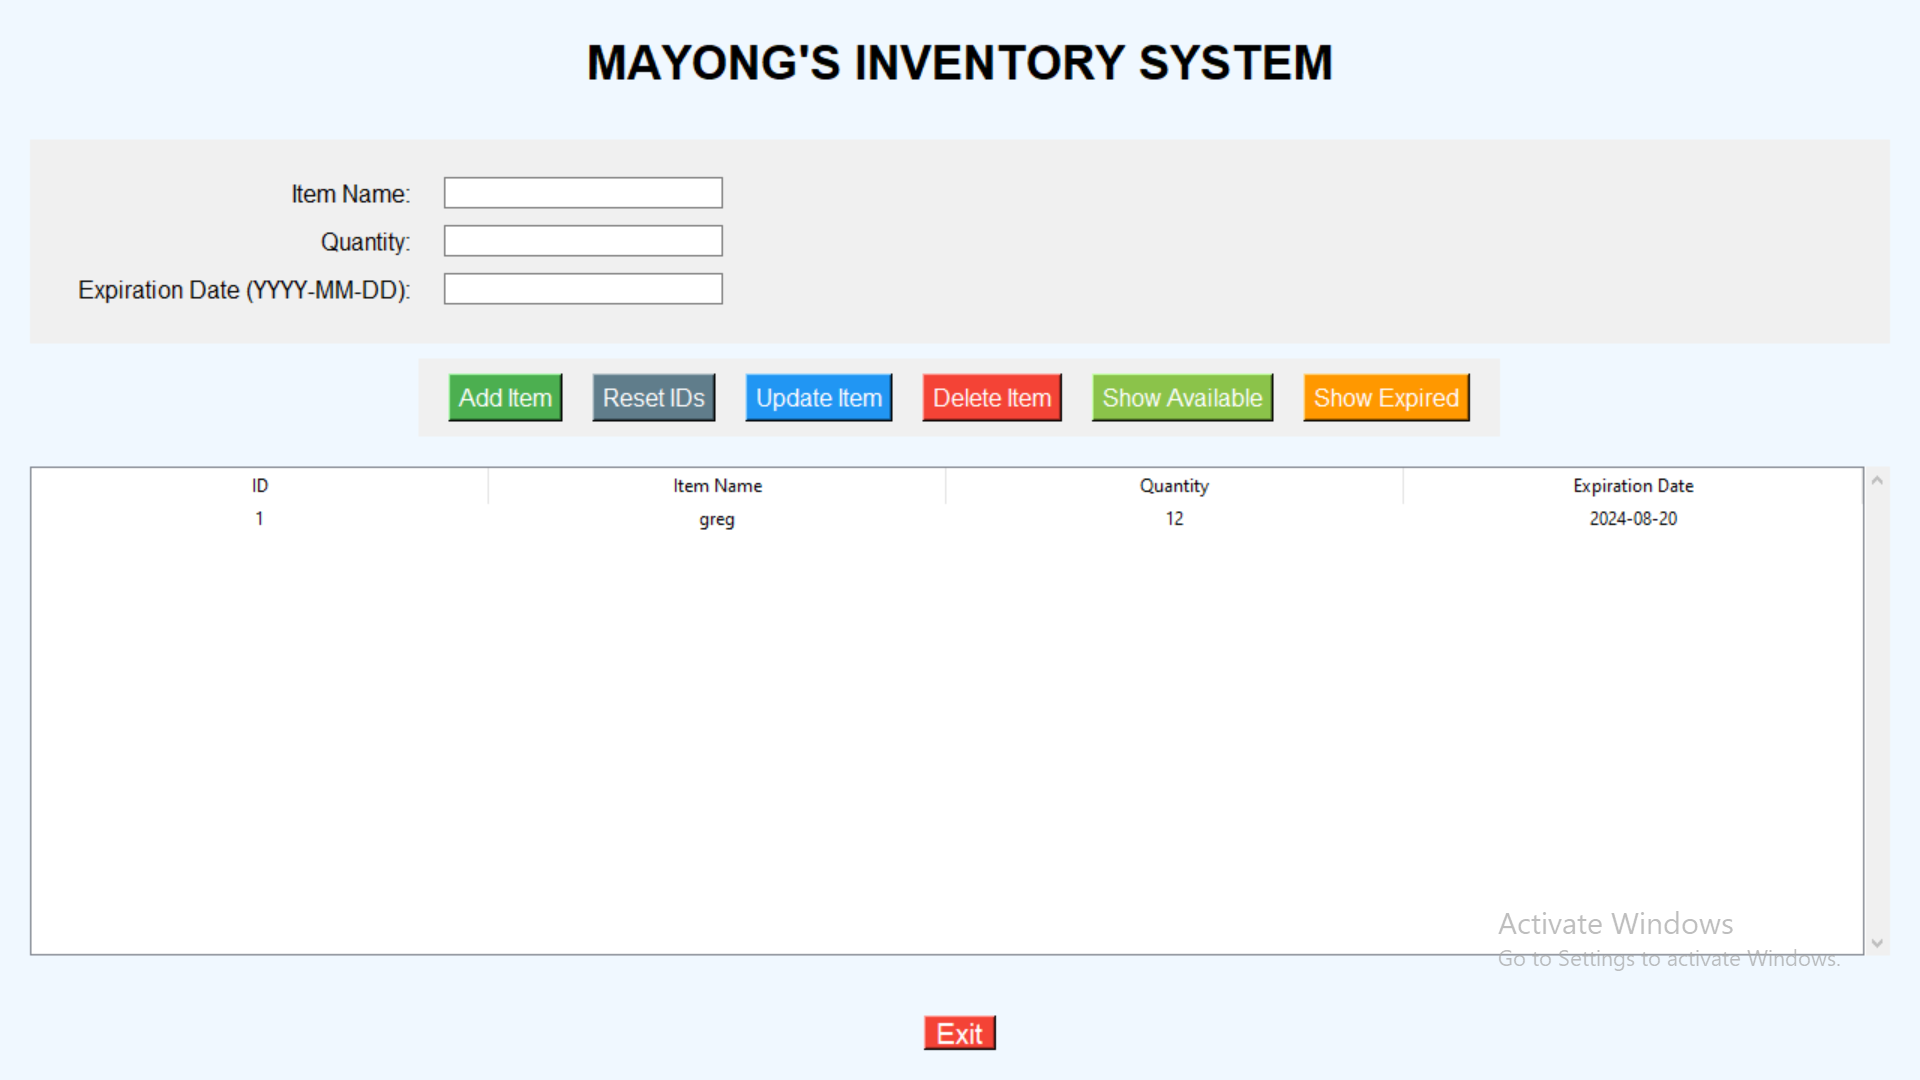 MAYONG'S INVENTORY SYSTEM
Item Name:
Quantity:
Expiration Date (YYYY-MM-DD):
Add Item Reset IDs Update Item Delete Item Show Available Show Expired
ID Item Name Quantity Expiration Date
1 greg 12 2024-08-20
Activate Windows
Go to Settings to activate Windows.
Exit